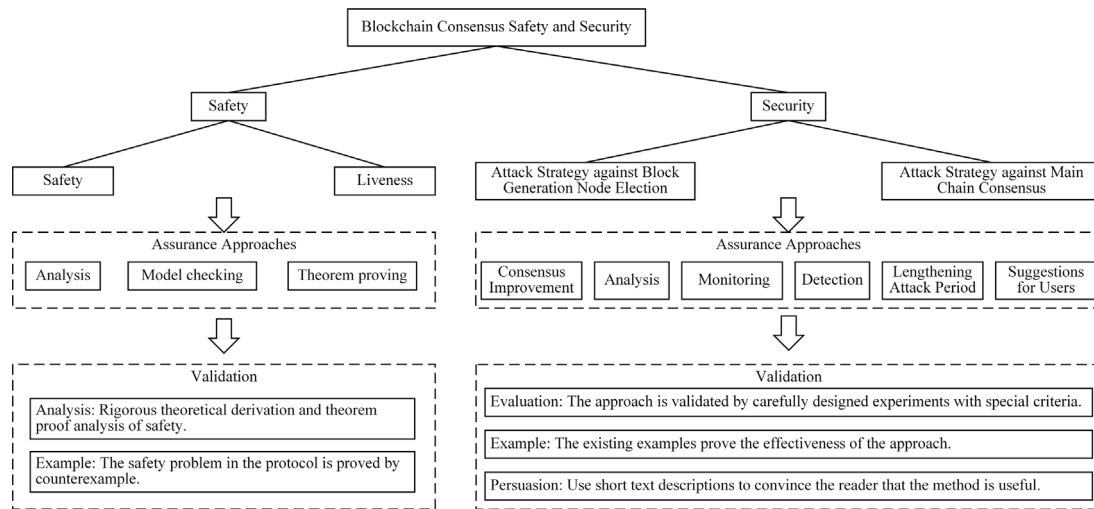 Blockchain Consensus Safety and Security
Safety
Security
Safety
Liveness
Attack Strategy against Block
Generation Node Election
Attack Strategy against Main
Chain Consensus
Assurance Approaches
Analysis
Model checking
Theorem proving
Assurance Approaches
Consensus
Improvement
Analysis
Monitoring
Detection
Lengthening
Attack Period
Suggestions
for Users
Validation
Analysis: Rigorous theoretical derivation and theorem
proof analysis of safety.
Example: The safety problem in the protocol is proved by
counterexample.
Validation
Evaluation: The approach is validated by carefully designed experiments with special criteria.
Example: The existing examples prove the effectiveness of the approach.
Persuasion: Use short text descriptions to convince the reader that the method is useful.